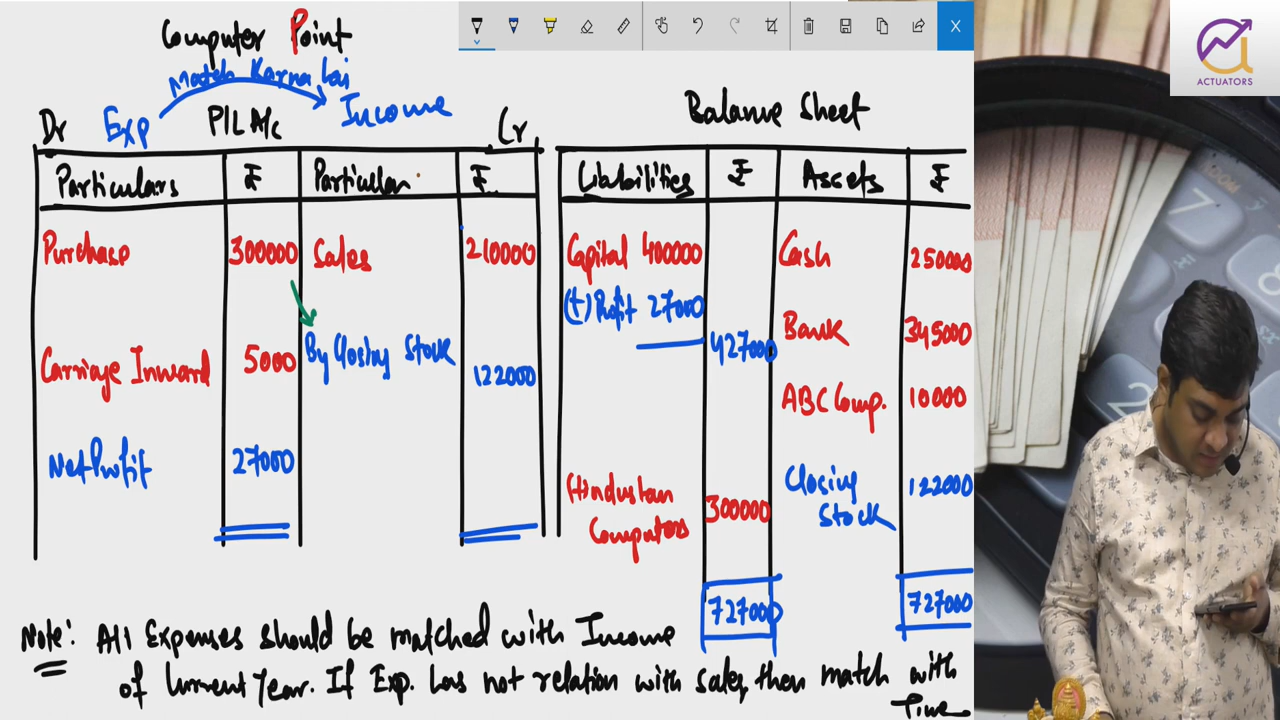 Computer Point
Match Karna hai
Dr Exp P/L A/c Income Cr
Particulars ₹ Particular ₹
Purchase 300000 Sales 210000
By Closing Stock 122000
Carriage Inward 5000
Net Profit 27000
Balance Sheet
Liabilities ₹ Assets ₹
Capital 400000 Cash 250000
(+) Profit 27000
427000 Bank 345000
ABC Comp. 10000
Hindustan Computers 300000 Closing Stock 122000
727000 727000
Note: All Expenses should be matched with Income
of Current Year. If Exp. has not relation with sales, then match with
Time
ACTUATORS